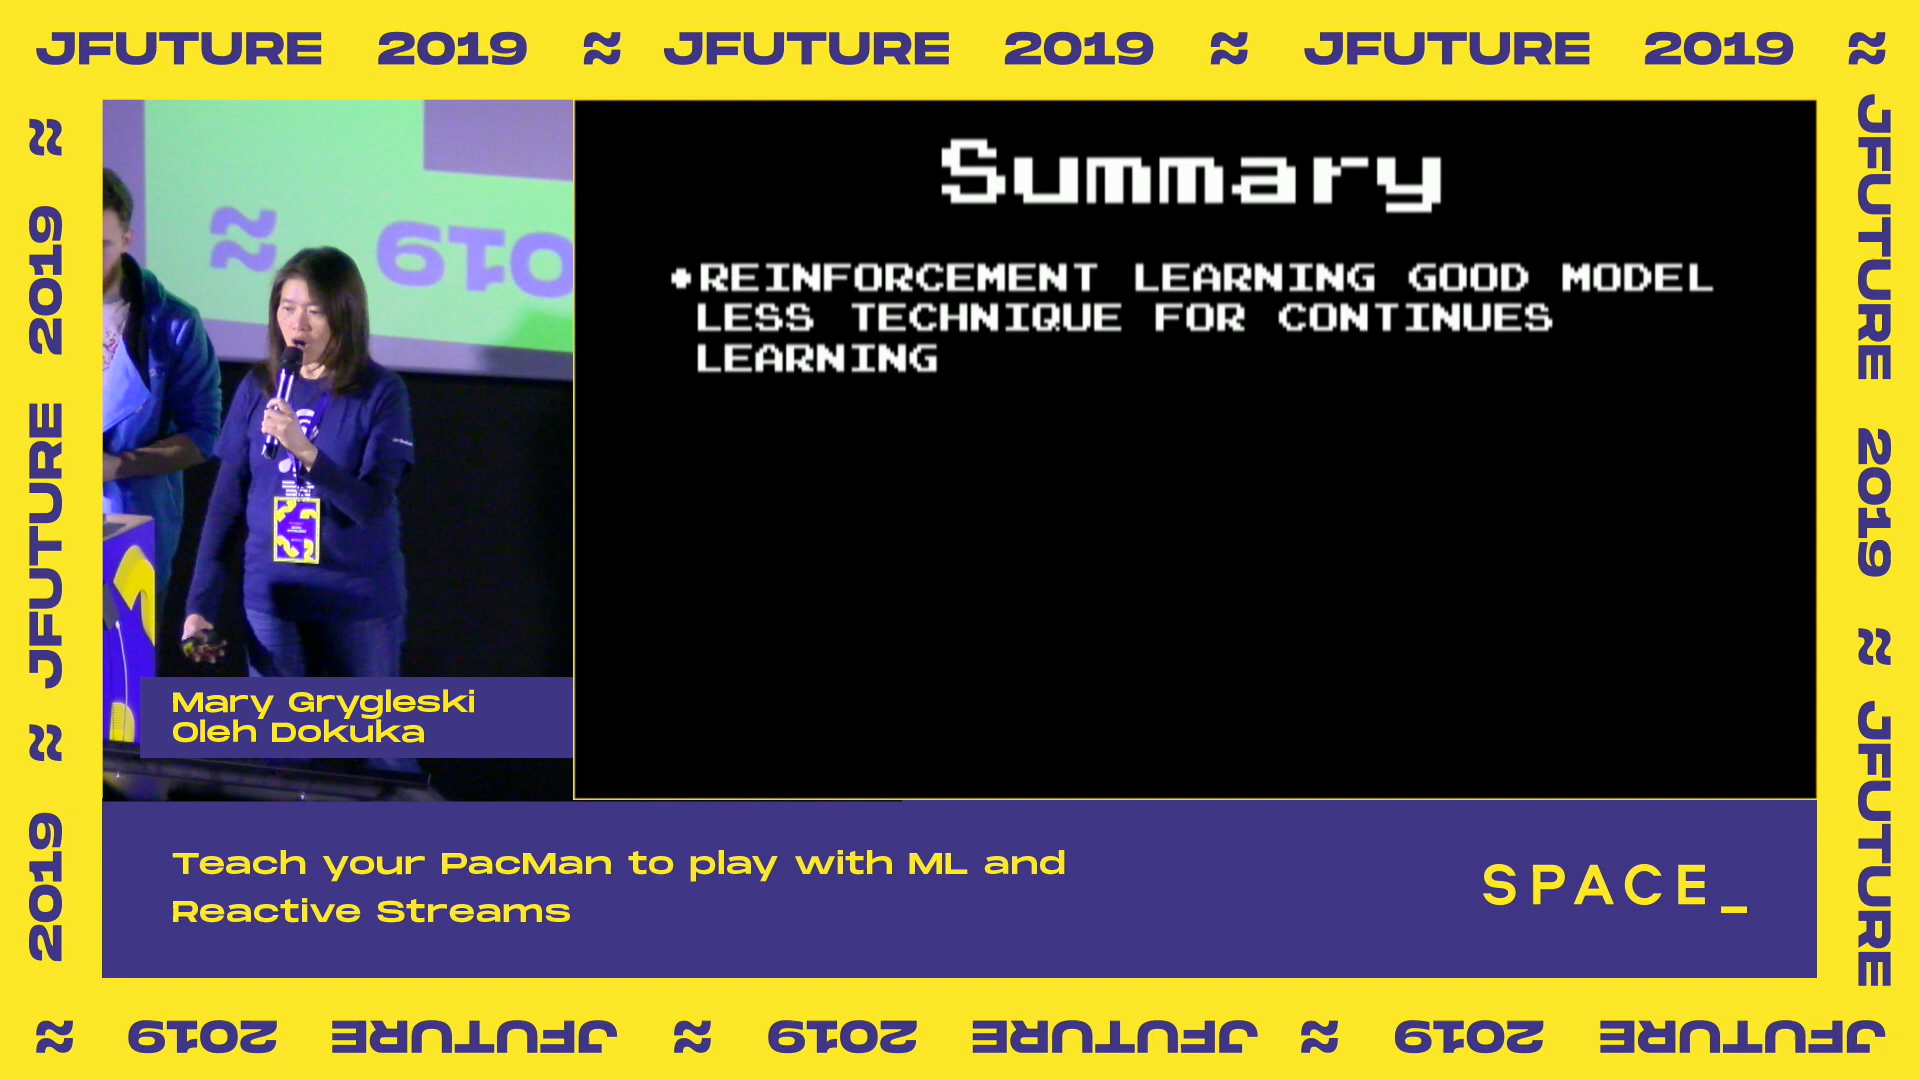 JFUTURE 2019 ≈ JFUTURE 2019 ≈ JFUTURE 2019 ≈
≈ 2019
Summary
•REINFORCEMENT LEARNING GOOD MODEL
LESS TECHNIQUE FOR CONTINUES
LEARNING
Mary Grygleski
Oleh Dokuka
Teach your PacMan to play with ML and
Reactive Streams
SPACE_
2019 ≈ JFUTURE 2019 ≈
JFUTURE 2019 ≈ JFUTURE
JFUTURE 2019 ≈ JFUTURE 2019 ≈ JFUTURE 2019 ≈